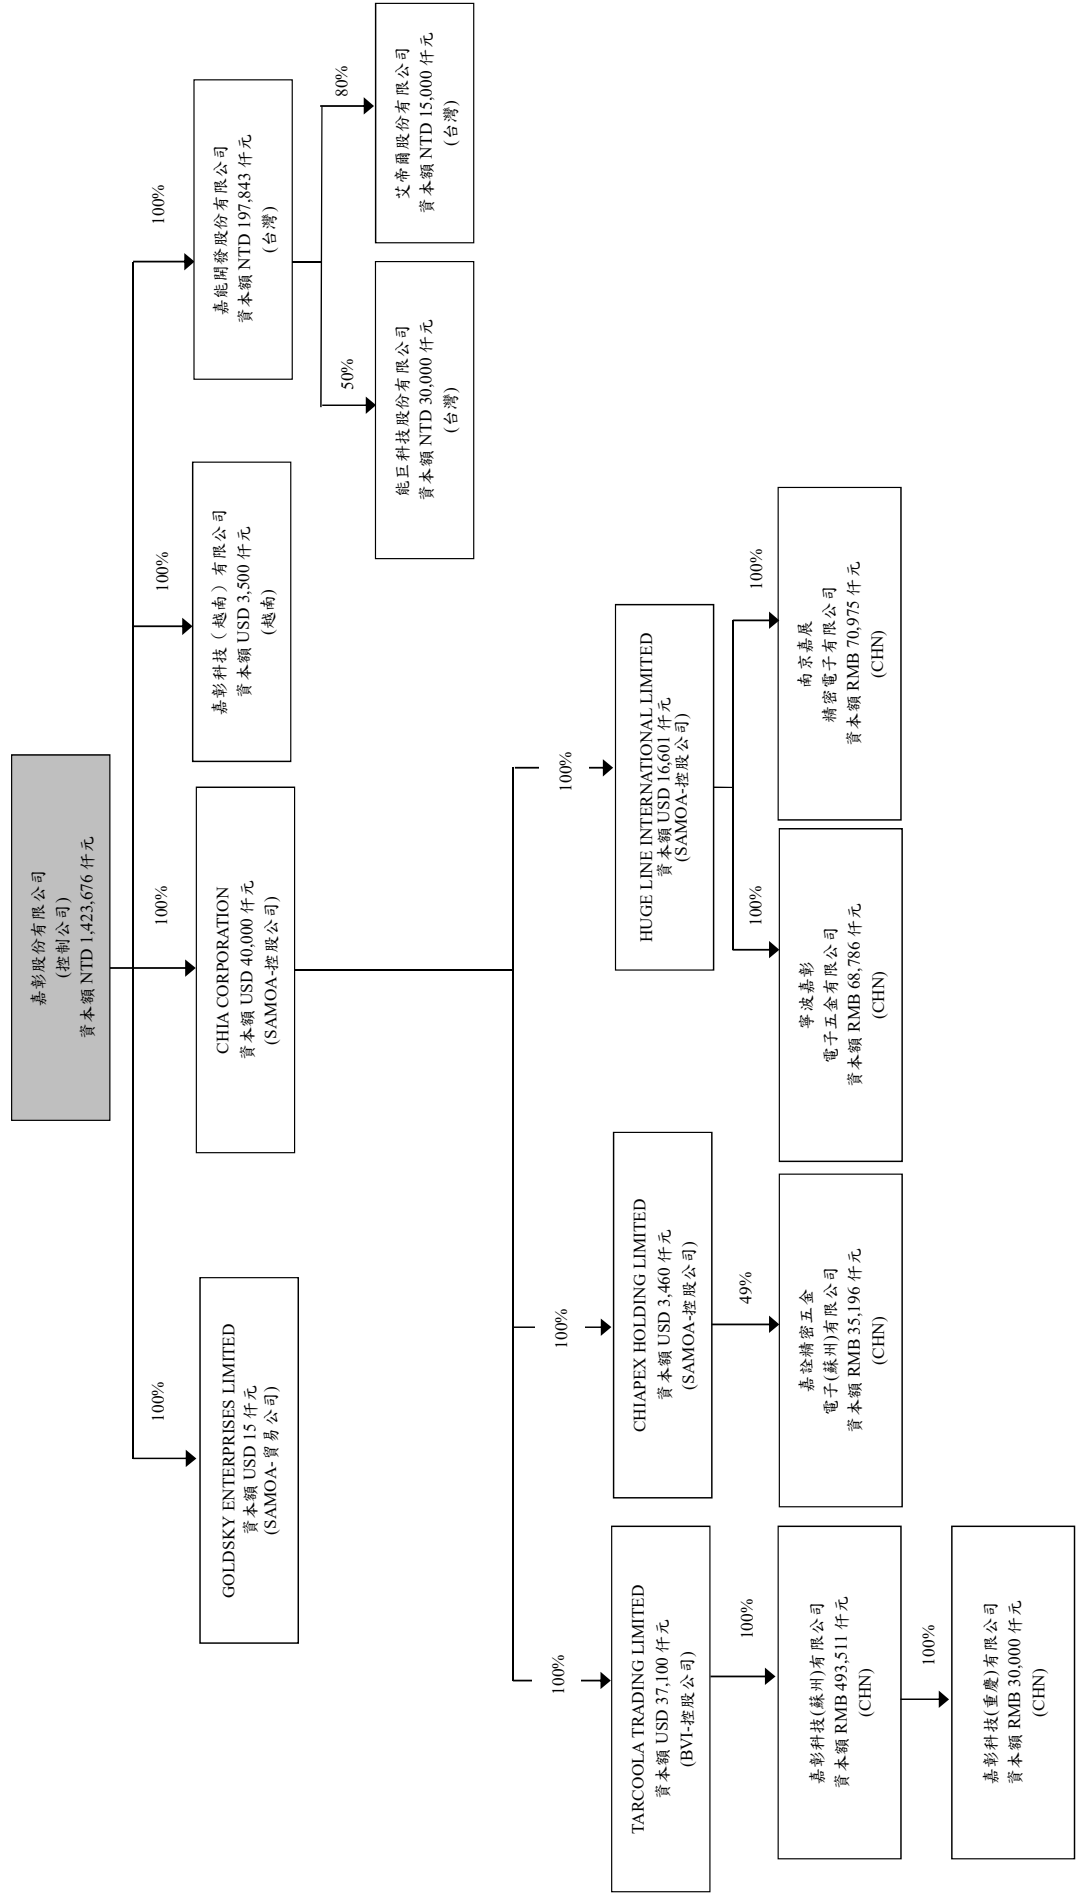 嘉彰股份有限公司
(控制公司)
資本額 NTD 1,423,676 仟元
100%
GOLDSKY ENTERPRISES LIMITED
資本額 USD 15 仟元
(SAMOA-貿易公司)
100%
CHIA CORPORATION
資本額 USD 40,000 仟元
(SAMOA-控股公司)
100%
嘉彰科技（越南）有限公司
資本額 USD 3,500 仟元
(越南)
100%
嘉能開發股份有限公司
資本額 NTD 197,843 仟元
(台灣)
50%
能巨科技股份有限公司
資本額 NTD 30,000 仟元
(台灣)
80%
艾帝爾股份有限公司
資本額 NTD 15,000 仟元
(台灣)
100%
TARCOOLA TRADING LIMITED
資本額 USD 37,100 仟元
(BVI-控股公司)
100%
CHIAPEX HOLDING LIMITED
資本額 USD 3,460 仟元
(SAMOA-控股公司)
100%
HUGE LINE INTERNATIONAL LIMITED
資本額 USD 16,601 仟元
(SAMOA-控股公司)
100%
嘉彰科技(蘇州)有限公司
資本額 RMB 493,511 仟元
(CHN)
49%
嘉詮精密五金
電子(蘇州)有限公司
資本額 RMB 35,196 仟元
(CHN)
100%
寧波嘉彰
電子五金有限公司
資本額 RMB 68,786 仟元
(CHN)
100%
南京嘉展
精密電子有限公司
資本額 RMB 70,975 仟元
(CHN)
100%
嘉彰科技(重慶)有限公司
資本額 RMB 30,000 仟元
(CHN)